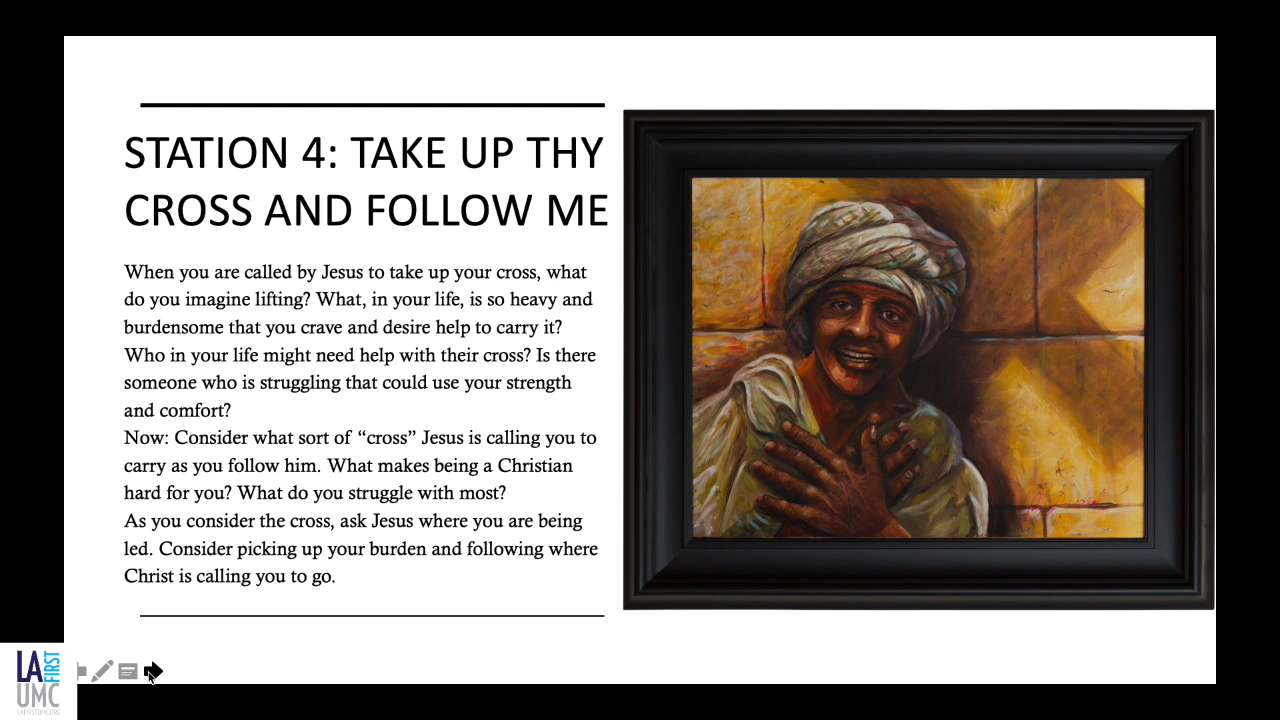 STATION 4: TAKE UP THY
CROSS AND FOLLOW ME
When you are called by Jesus to take up your cross, what
do you imagine lifting? What, in your life, is so heavy and
burdensome that you crave and desire help to carry it?
Who in your life might need help with their cross? Is there
someone who is struggling that could use your strength
and comfort?
Now: Consider what sort of “cross” Jesus is calling you to
carry as you follow him. What makes being a Christian
hard for you? What do you struggle with most?
As you consider the cross, ask Jesus where you are being
led. Consider picking up your burden and following where
Christ is calling you to go.
LA FIRST
UMC
LAFIRSTUMC.ORG